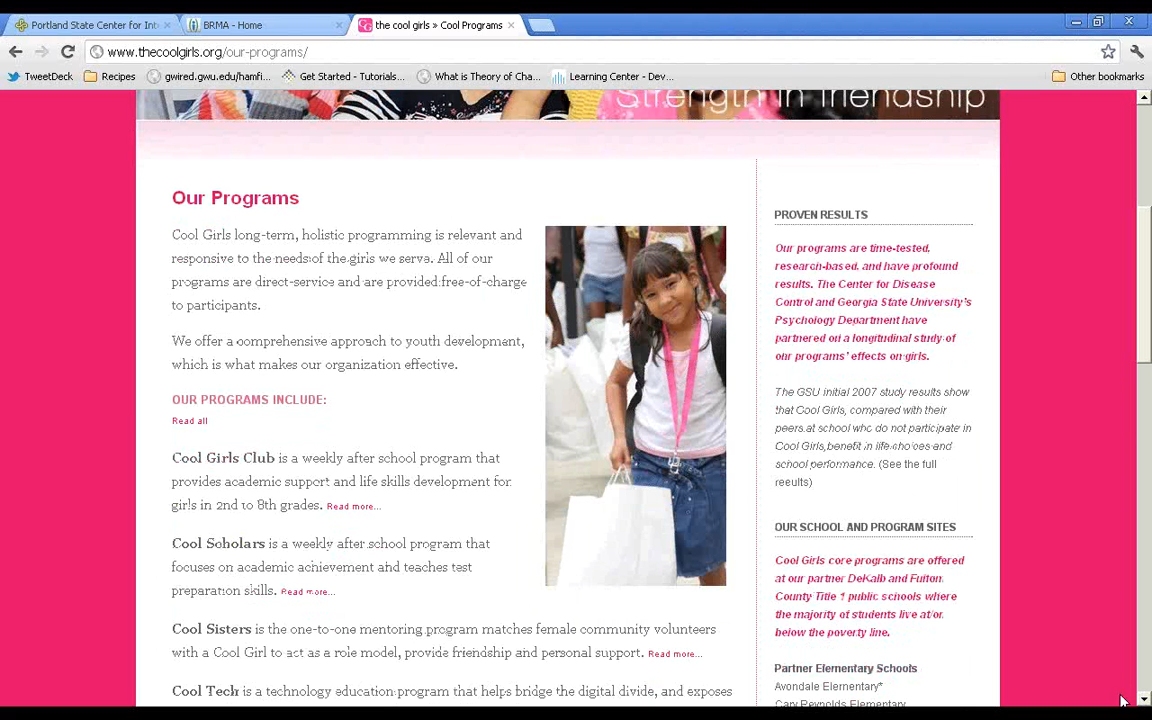 Portland State Center for Int
BRMA - Home
the cool girls » Cool Programs
www.thecoolgirls.org/our-programs/
TweetDeck
Recipes
gwired.gwu.edu/hamfi...
Get Started - Tutorials...
What is Theory of Cha...
Learning Center - Dev...
Other bookmarks
Strength in friendship
Our Programs
Cool Girls long-term, holistic programming is relevant and
responsive to the needs of the girls we serve. All of our
programs are direct-service and are provided free-of-charge
to participants.
We offer a comprehensive approach to youth development,
which is what makes our organization effective.
OUR PROGRAMS INCLUDE:
Read all
Cool Girls Club is a weekly after school program that
provides academic support and life skills development for
girls in 2nd to 8th grades. Read more...
Cool Scholars is a weekly after school program that
focuses on academic achievement and teaches test
preparation skills. Read more...
Cool Sisters is the one-to-one mentoring program matches female community volunteers
with a Cool Girl to act as a role model, provide friendship and personal support. Read more...
Cool Tech is a technology education program that helps bridge the digital divide, and exposes
PROVEN RESULTS
Our programs are time-tested,
research-based, and have profound
results. The Center for Disease
Control and Georgia State University's
Psychology Department have
partnered on a longitudinal study of
our programs' effects on girls.
The GSU initial 2007 study results show
that Cool Girls, compared with their
peers at school who do not participate in
Cool Girls, benefit in life-choices and
school performance. (See the full
results)
OUR SCHOOL AND PROGRAM SITES
Cool Girls core programs are offered
at our partner DeKalb and Fulton
County Title 1 public schools where
the majority of students live at/or
below the poverty line.
Partner Elementary Schools
Avondale Elementary*
Cary Reynolds Elementary